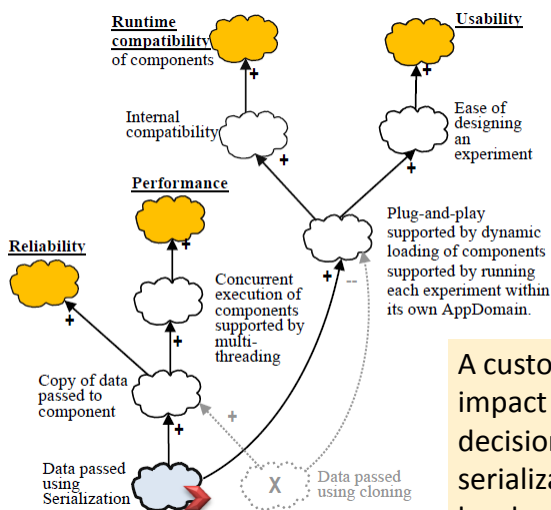 Runtime
compatibility
of components
Usability
+
+
Internal
compatibility
Ease of
designing
an
experiment
+
+
Performance
Plug-and-play
supported by dynamic
loading of components
supported by running
each experiment within
its own AppDomain.
Reliability
+
+
--
Concurrent
execution of
components
supported by
multi-
threading
+
+
Copy of data
passed to
component
+
+
Data passed
using
Serialization
X
Data passed
using cloning
A custo
impact
decision
serializa